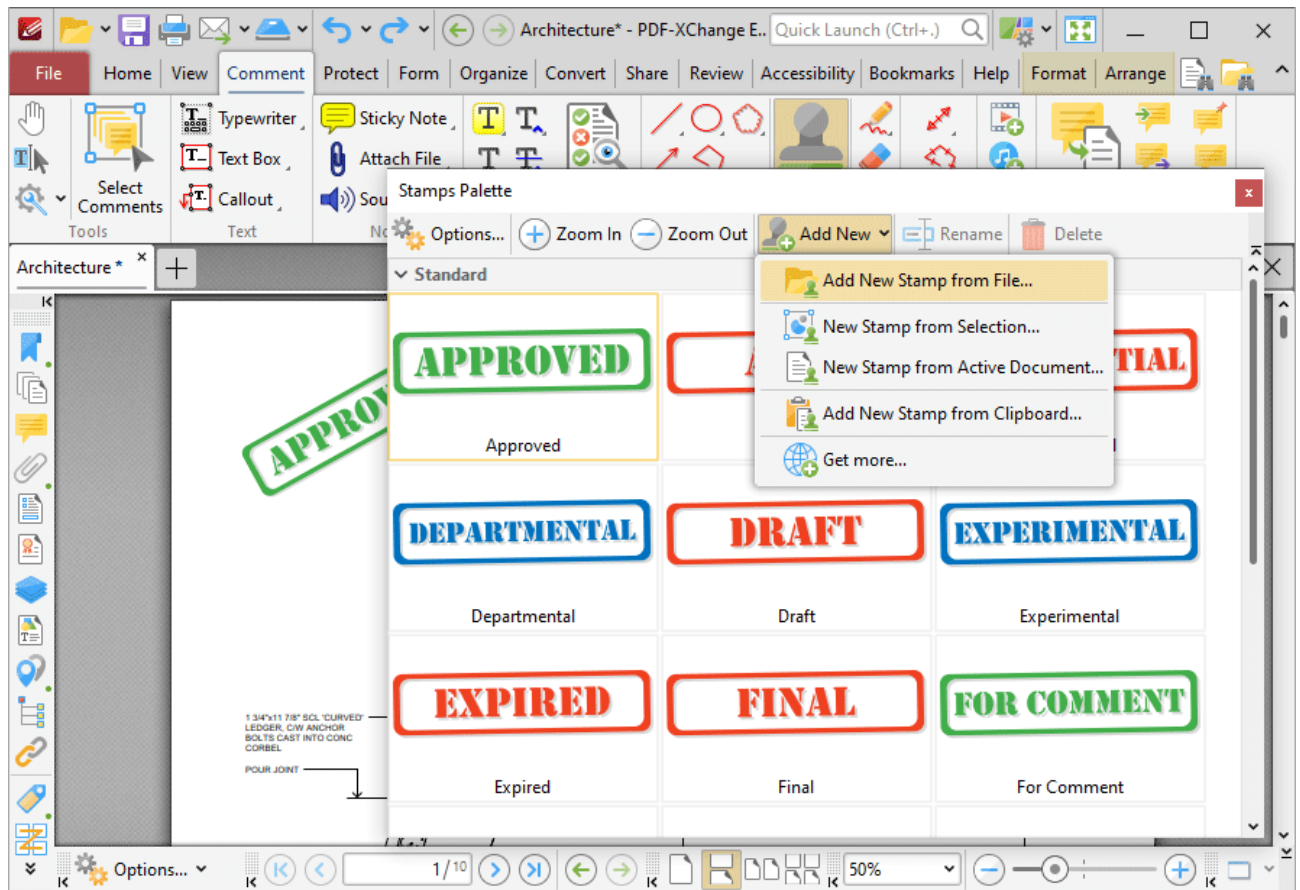 Architecture* - PDF-XChange E.. Quick Launch (Ctrl+.)
File Home View Comment Protect Form Organize Convert Share Review Accessibility Bookmarks Help Format Arrange
Typewriter Sticky Note
Text Box Attach File
Select
Comments
Callout Sou
Tools Text No
Stamps Palette
Options... Zoom In Zoom Out Add New Rename Delete
Architecture *
Standard
Add New Stamp from File...
New Stamp from Selection...
New Stamp from Active Document...
Add New Stamp from Clipboard...
Get more...
APPROVED
TIAL
APPROV
Approved
DEPARTMENTAL DRAFT EXPERIMENTAL
Departmental Draft Experimental
EXPIRED FINAL FOR COMMENT
Expired Final For Comment
1 3/4"x11 7/8" SCL 'CURVED'
LEDGER, C/W ANCHOR
BOLTS CAST INTO CONC
CORBEL
POUR JOINT
Options... 1/10 50%